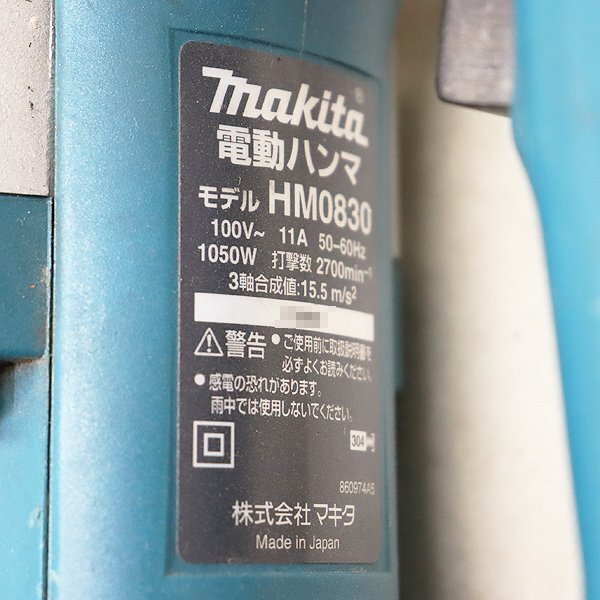 makita
電動ハンマ
モデル HM0830
100V~ 11A 50-60Hz
1050W 打撃数 2700min⁻¹
3軸合成値:15.5 m/s²
警告 ●ご使用前に取扱説明書を
必ずよくお読みください。
●感電の恐れがあります。
雨中では使用しないでください。
304
860974A5
株式会社マキタ
Made in Japan